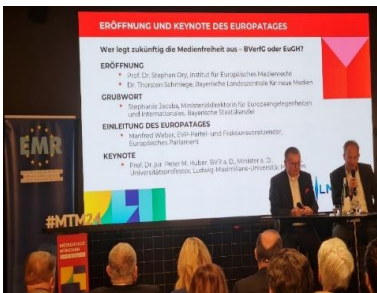 ERÖFFNUNG UND KEYNOTE DES EUROPATAGES
Wer legt zukünftig die Medienfreiheit aus – BVerfG oder EuGH?
ERÖFFNUNG
Prof. Dr. Stephan Ory, Institut für Europäisches Medienrecht
Dr. Thorsten Schmiege, Bayerische Landeszentrale für neue Medien
GRUßWORT
Stephanie Jacobs, Ministerialdirektorin für Europaangelegenheiten
und Internationales, Bayerische Staatskanzlei
EINLEITUNG DES EUROPATAGES
Manfred Weber, EVP-Partei- und Fraktionsvorsitzender,
Europäisches Parlament
KEYNOTE
Prof. Dr. jur. Peter M. Huber, BVR a. D., Minister a. D.,
Universitätsprofessor, Ludwig-Maximilians-Universität
EMR
#MTM24
MEDIENTAGE
MÜNCHEN